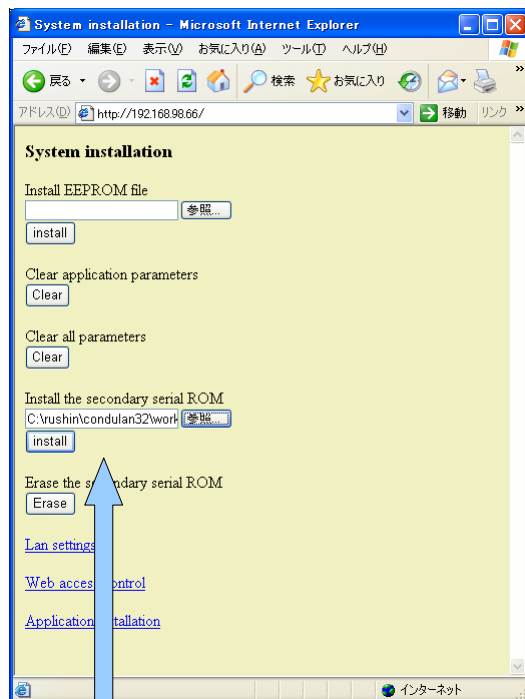 System installation - Microsoft Internet Explorer
ファイル(F) 編集(E) 表示(V) お気に入り(A) ツール(T) ヘルプ(H)
戻る 検索 お気に入り »
アドレス(D) http://192.168.98.66/ 移動 リンク »
System installation
Install EEPROM file
参照...
install
Clear application parameters
Clear
Clear all parameters
Clear
Install the secondary serial ROM
C:\rushin\condulan32\work 参照...
install
Erase the secondary serial ROM
Erase
Lan settings
Web access control
Application installation
インターネット